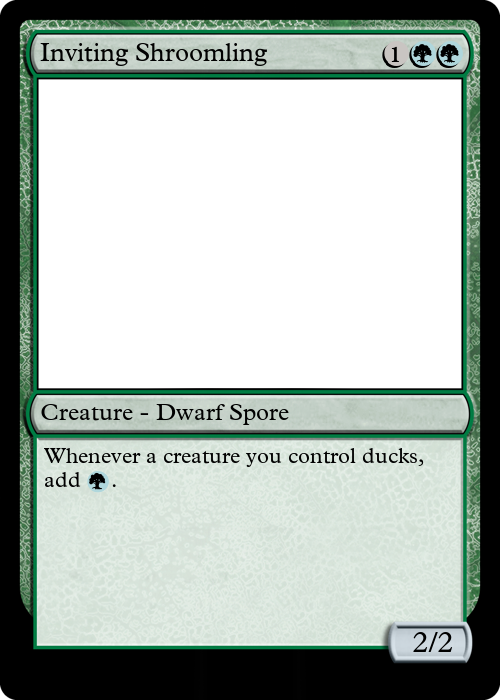 Inviting Shroomling 1
Creature - Dwarf Spore
Whenever a creature you control ducks,
add .
2/2